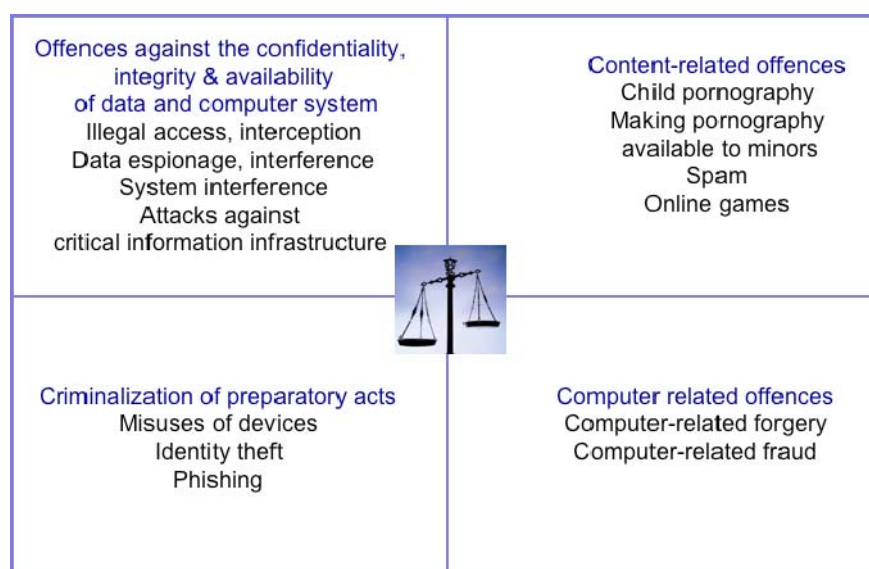 Offences against the confidentiality,
integrity & availability
of data and computer system
Illegal access, interception
Data espionage, interference
System interference
Attacks against
critical information infrastructure
Content-related offences
Child pornography
Making pornography
available to minors
Spam
Online games
Criminalization of preparatory acts
Misuses of devices
Identity theft
Phishing
Computer related offences
Computer-related forgery
Computer-related fraud